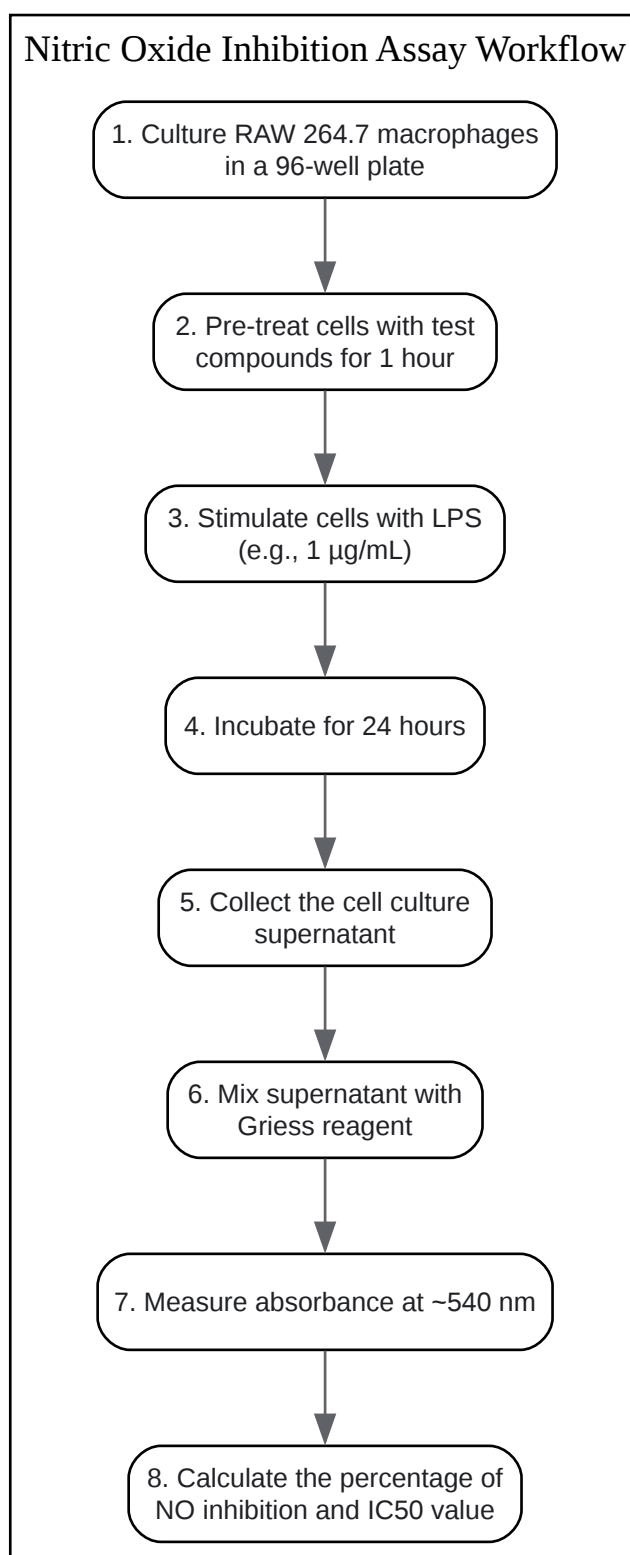 Nitric Oxide Inhibition Assay Workflow
1. Culture RAW 264.7 macrophages
in a 96-well plate
2. Pre-treat cells with test
compounds for 1 hour
3. Stimulate cells with LPS
(e.g., 1 µg/mL)
4. Incubate for 24 hours
5. Collect the cell culture
supernatant
6. Mix supernatant with
Griess reagent
7. Measure absorbance at ~540 nm
8. Calculate the percentage of
NO inhibition and IC50 value